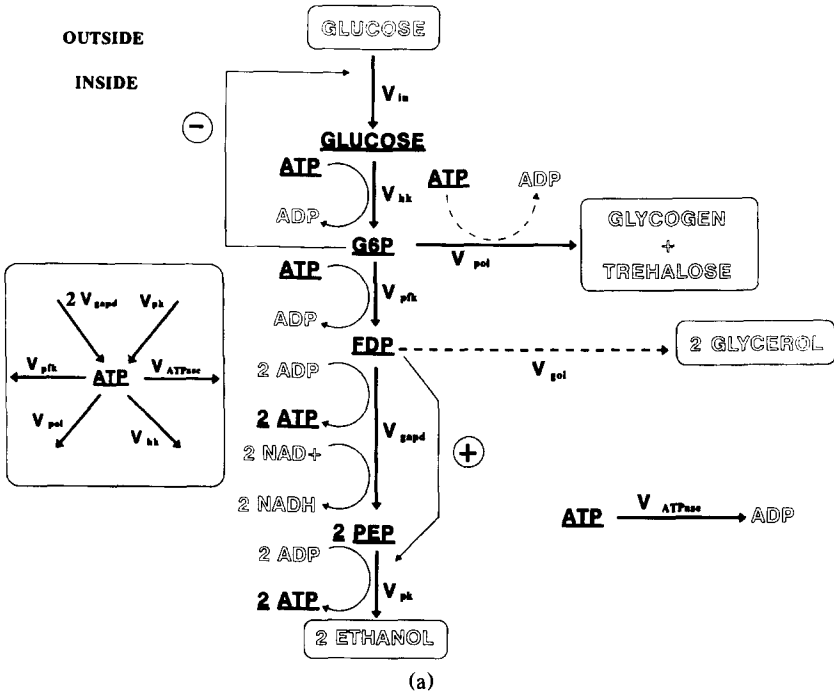 GLUCOSE
OUTSIDE
INSIDE
V in
−
GLUCOSE
ATP
V hk
ADP
ATP
ADP
G6P
V pol
GLYCOGEN
+
TREHALOSE
ATP
V pfk
ADP
FDP
V gol
2 GLYCEROL
2 V gapd
V pk
V pfk
ATP
V ATPase
V pol
V hk
2 ADP
2 ATP
V gapd
2 NAD+
+
2 NADH
2 PEP
ATP
V ATPase
ADP
2 ADP
V pk
2 ATP
2 ETHANOL
(a)